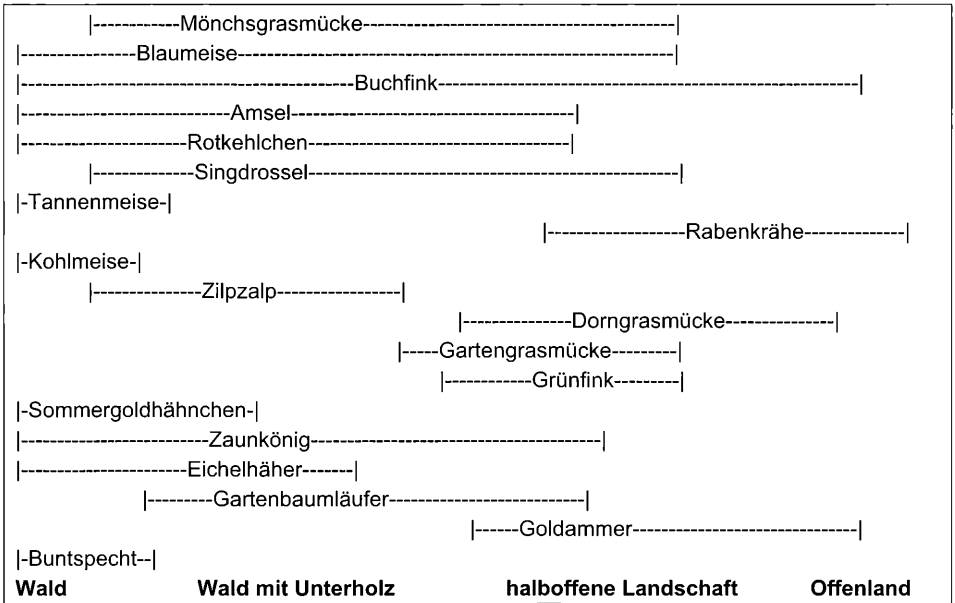 |-----------Mönchsgrasmücke----------------------------------------|
|---------------Blaumeise--------------------------------------------------------|
|-------------------------------------------Buchfink------------------------------------------------------|
|---------------------------Amsel------------------------------------|
|---------------------Rotkehlchen---------------------------------|
|-------------Singdrossel-----------------------------------------------|
|-Tannenmeise-|
|------------------Rabenkrähe-------------|
|-Kohlmeise-|
|--------------Zilpzalp----------------|
|--------------Dorngrasmücke--------------|
|-----Gartengrasmücke---------|
|------------Grünfink---------|
|-Sommergoldhähnchen-|
|------------------------Zaunkönig-------------------------------------|
|---------------------Eichelhäher-------|
|---------Gartenbaumläufer-------------------------|
|------Goldammer-----------------------------|
|-Buntspecht--|
Wald Wald mit Unterholz halboffene Landschaft Offenland